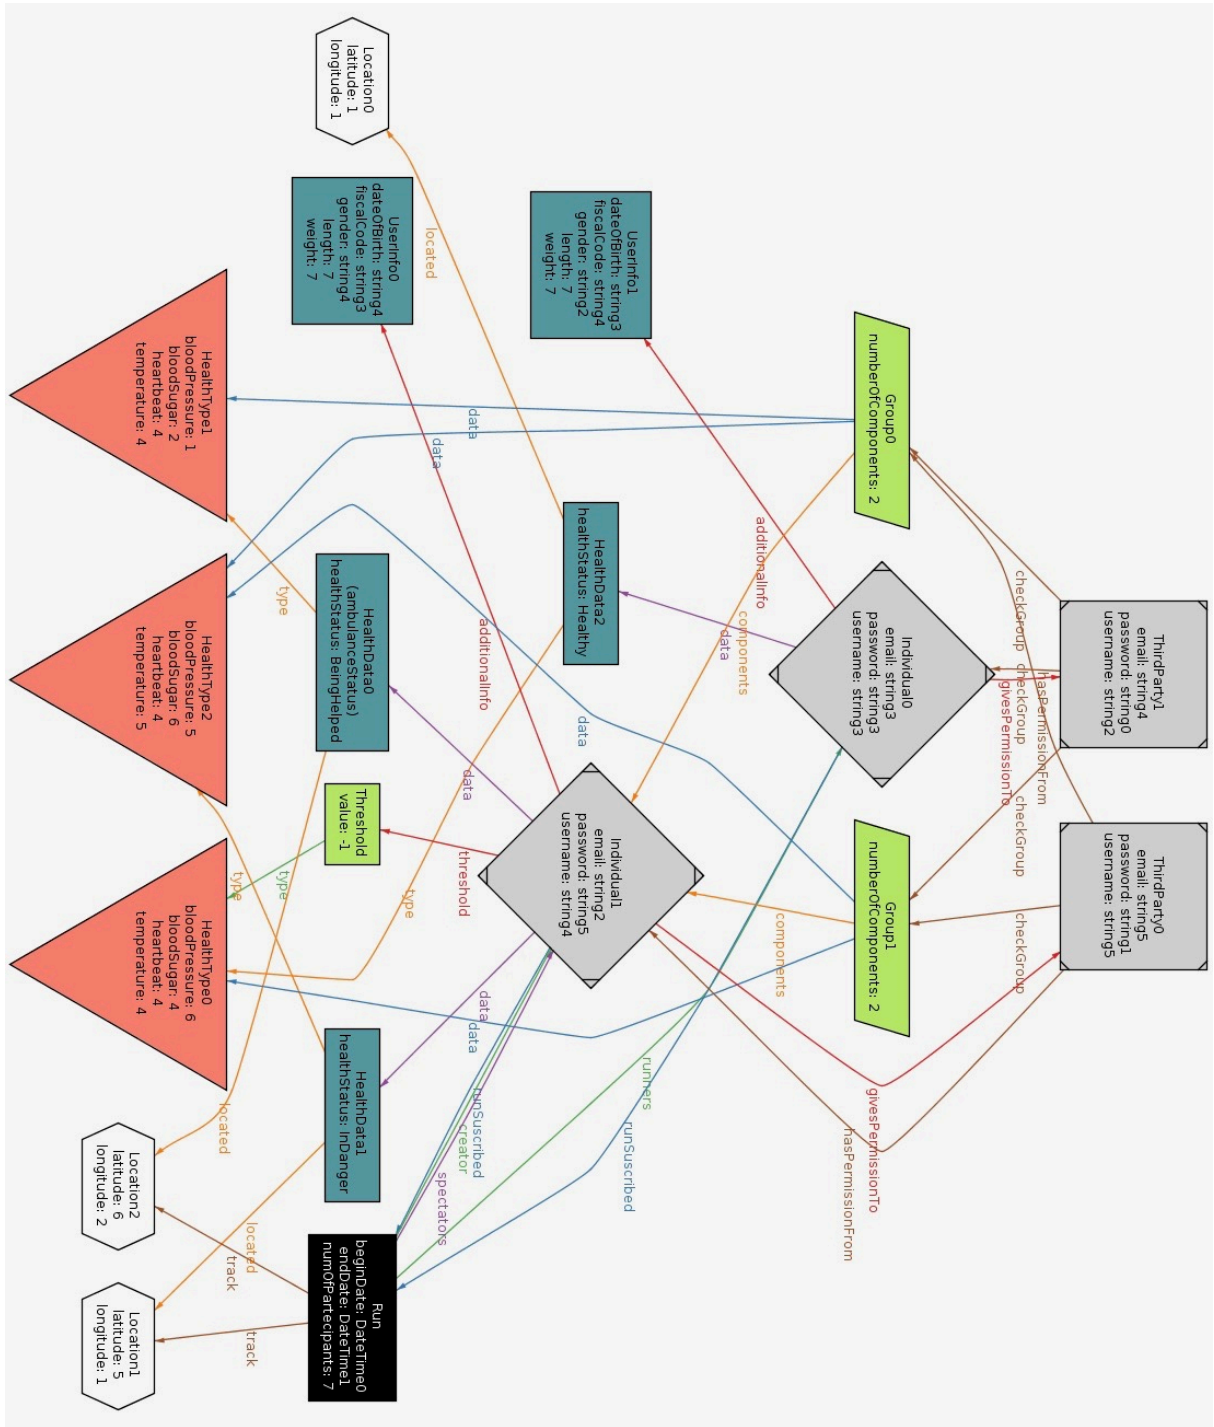 ThirdParty1
email: string4
password: string0
username: string2
ThirdParty0
email: string5
password: string1
username: string5
checkGroup
checkGroup
hasPermissionFrom
givesPermissionTo
checkGroup
checkGroup
Group0
numberOfComponents: 2
Individual0
email: string3
password: string3
username: string3
Group1
numberOfComponents: 2
givesPermissionTo
hasPermissionFrom
additionalInfo
components
data
components
UserInfo1
dateOfBirth: string3
fiscalCode: string4
gender: string2
length: 7
weight: 7
HealthData2
healthStatus: Healthy
data
Individual1
email: string2
password: string5
username: string4
runners
runSuscribed
located
data
data
additionalInfo
data
threshold
type
data
data
runSuscribed
creator
spectators
Location0
latitude: 1
longitude: 1
UserInfo0
dateOfBirth: string4
fiscalCode: string3
gender: string4
length: 7
weight: 7
HealthData0
(ambulanceStatus)
healthStatus: BeingHelped
Threshold
value: -1
HealthData1
healthStatus: InDanger
Run
beginDate: DateTime0
endDate: DateTime1
numOfPartecipants: 7
type
type
type
located
located
track
track
HealthType1
bloodPressure: 1
bloodSugar: 2
heartbeat: 4
temperature: 4
HealthType2
bloodPressure: 5
bloodSugar: 6
heartbeat: 4
temperature: 5
HealthType0
bloodPressure: 6
bloodSugar: 4
heartbeat: 4
temperature: 4
Location2
latitude: 6
longitude: 2
Location1
latitude: 5
longitude: 1